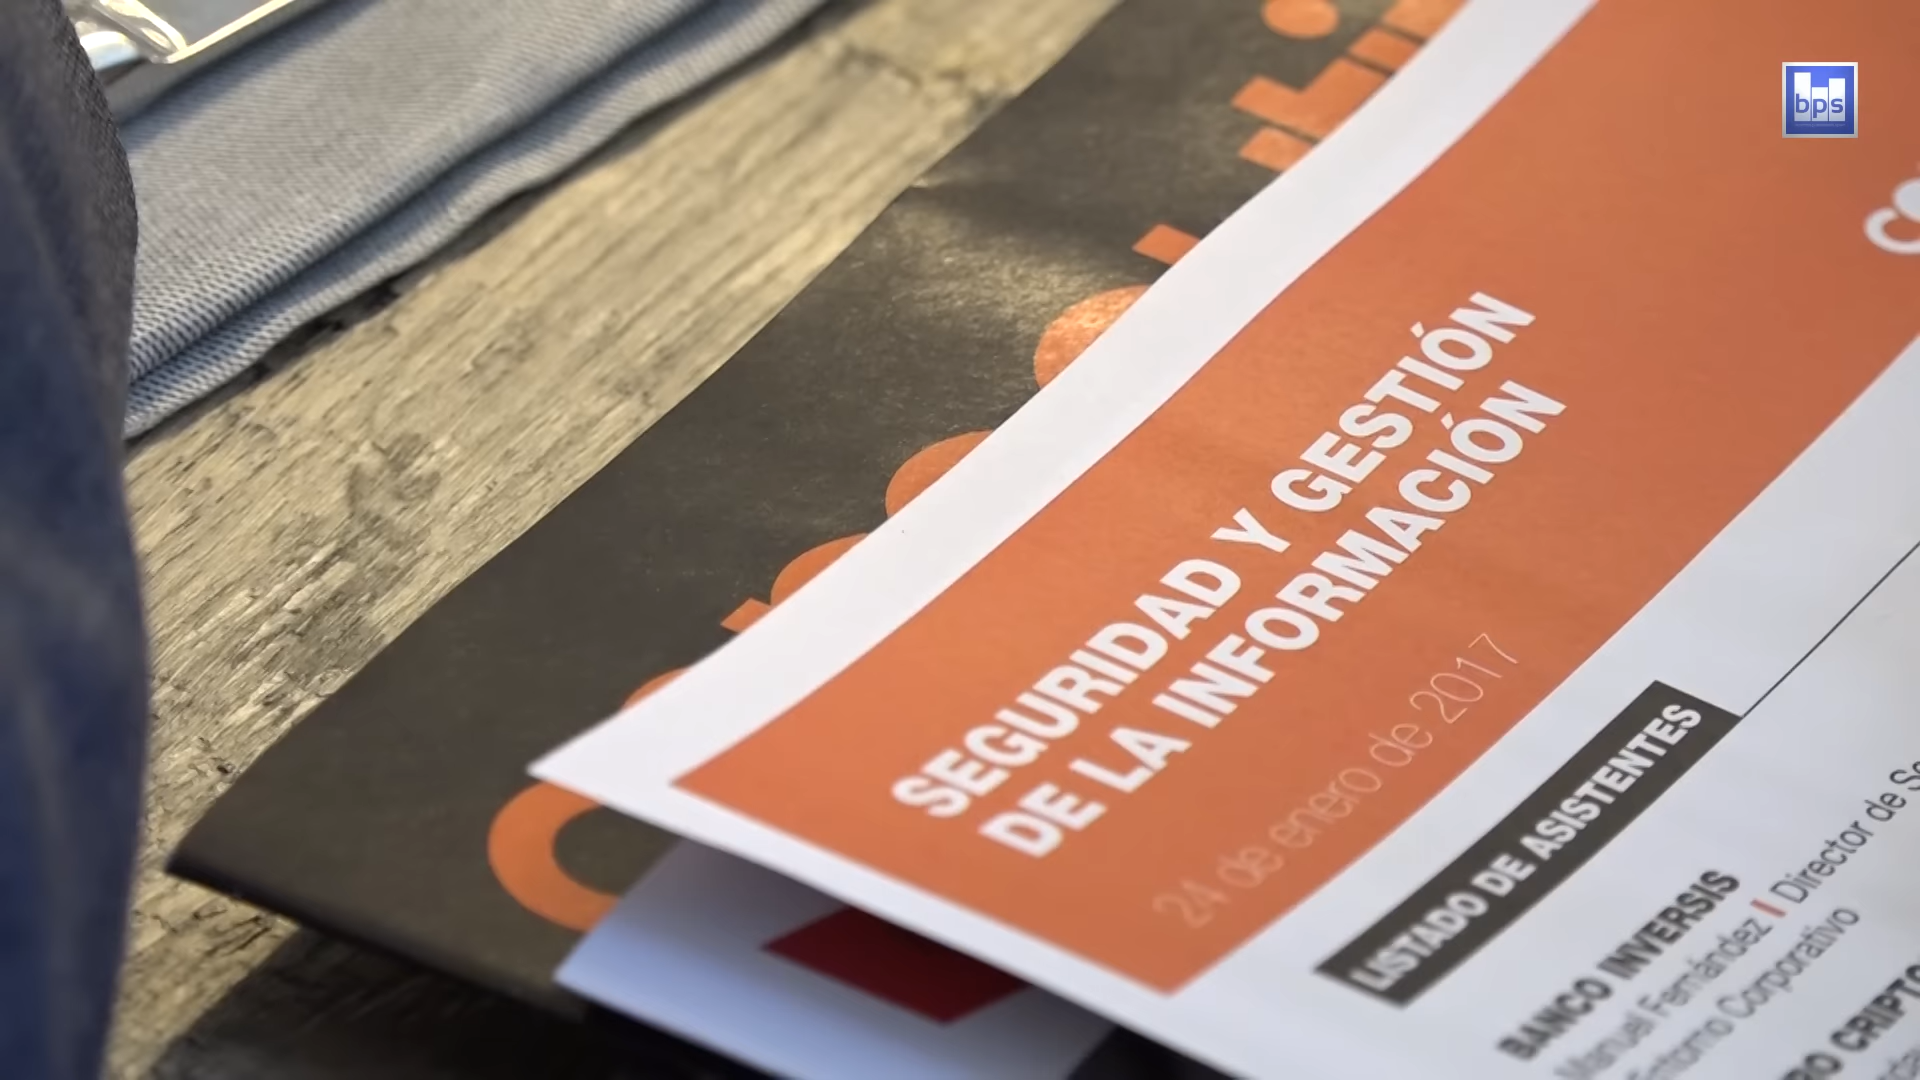 bps
SEGURIDAD Y GESTIÓN
DE LA INFORMACIÓN
24 de enero de 2017
LISTADO DE ASISTENTES
BANCO INVERSIS
Manuel Fernández | Director de
Entorno Corporativo